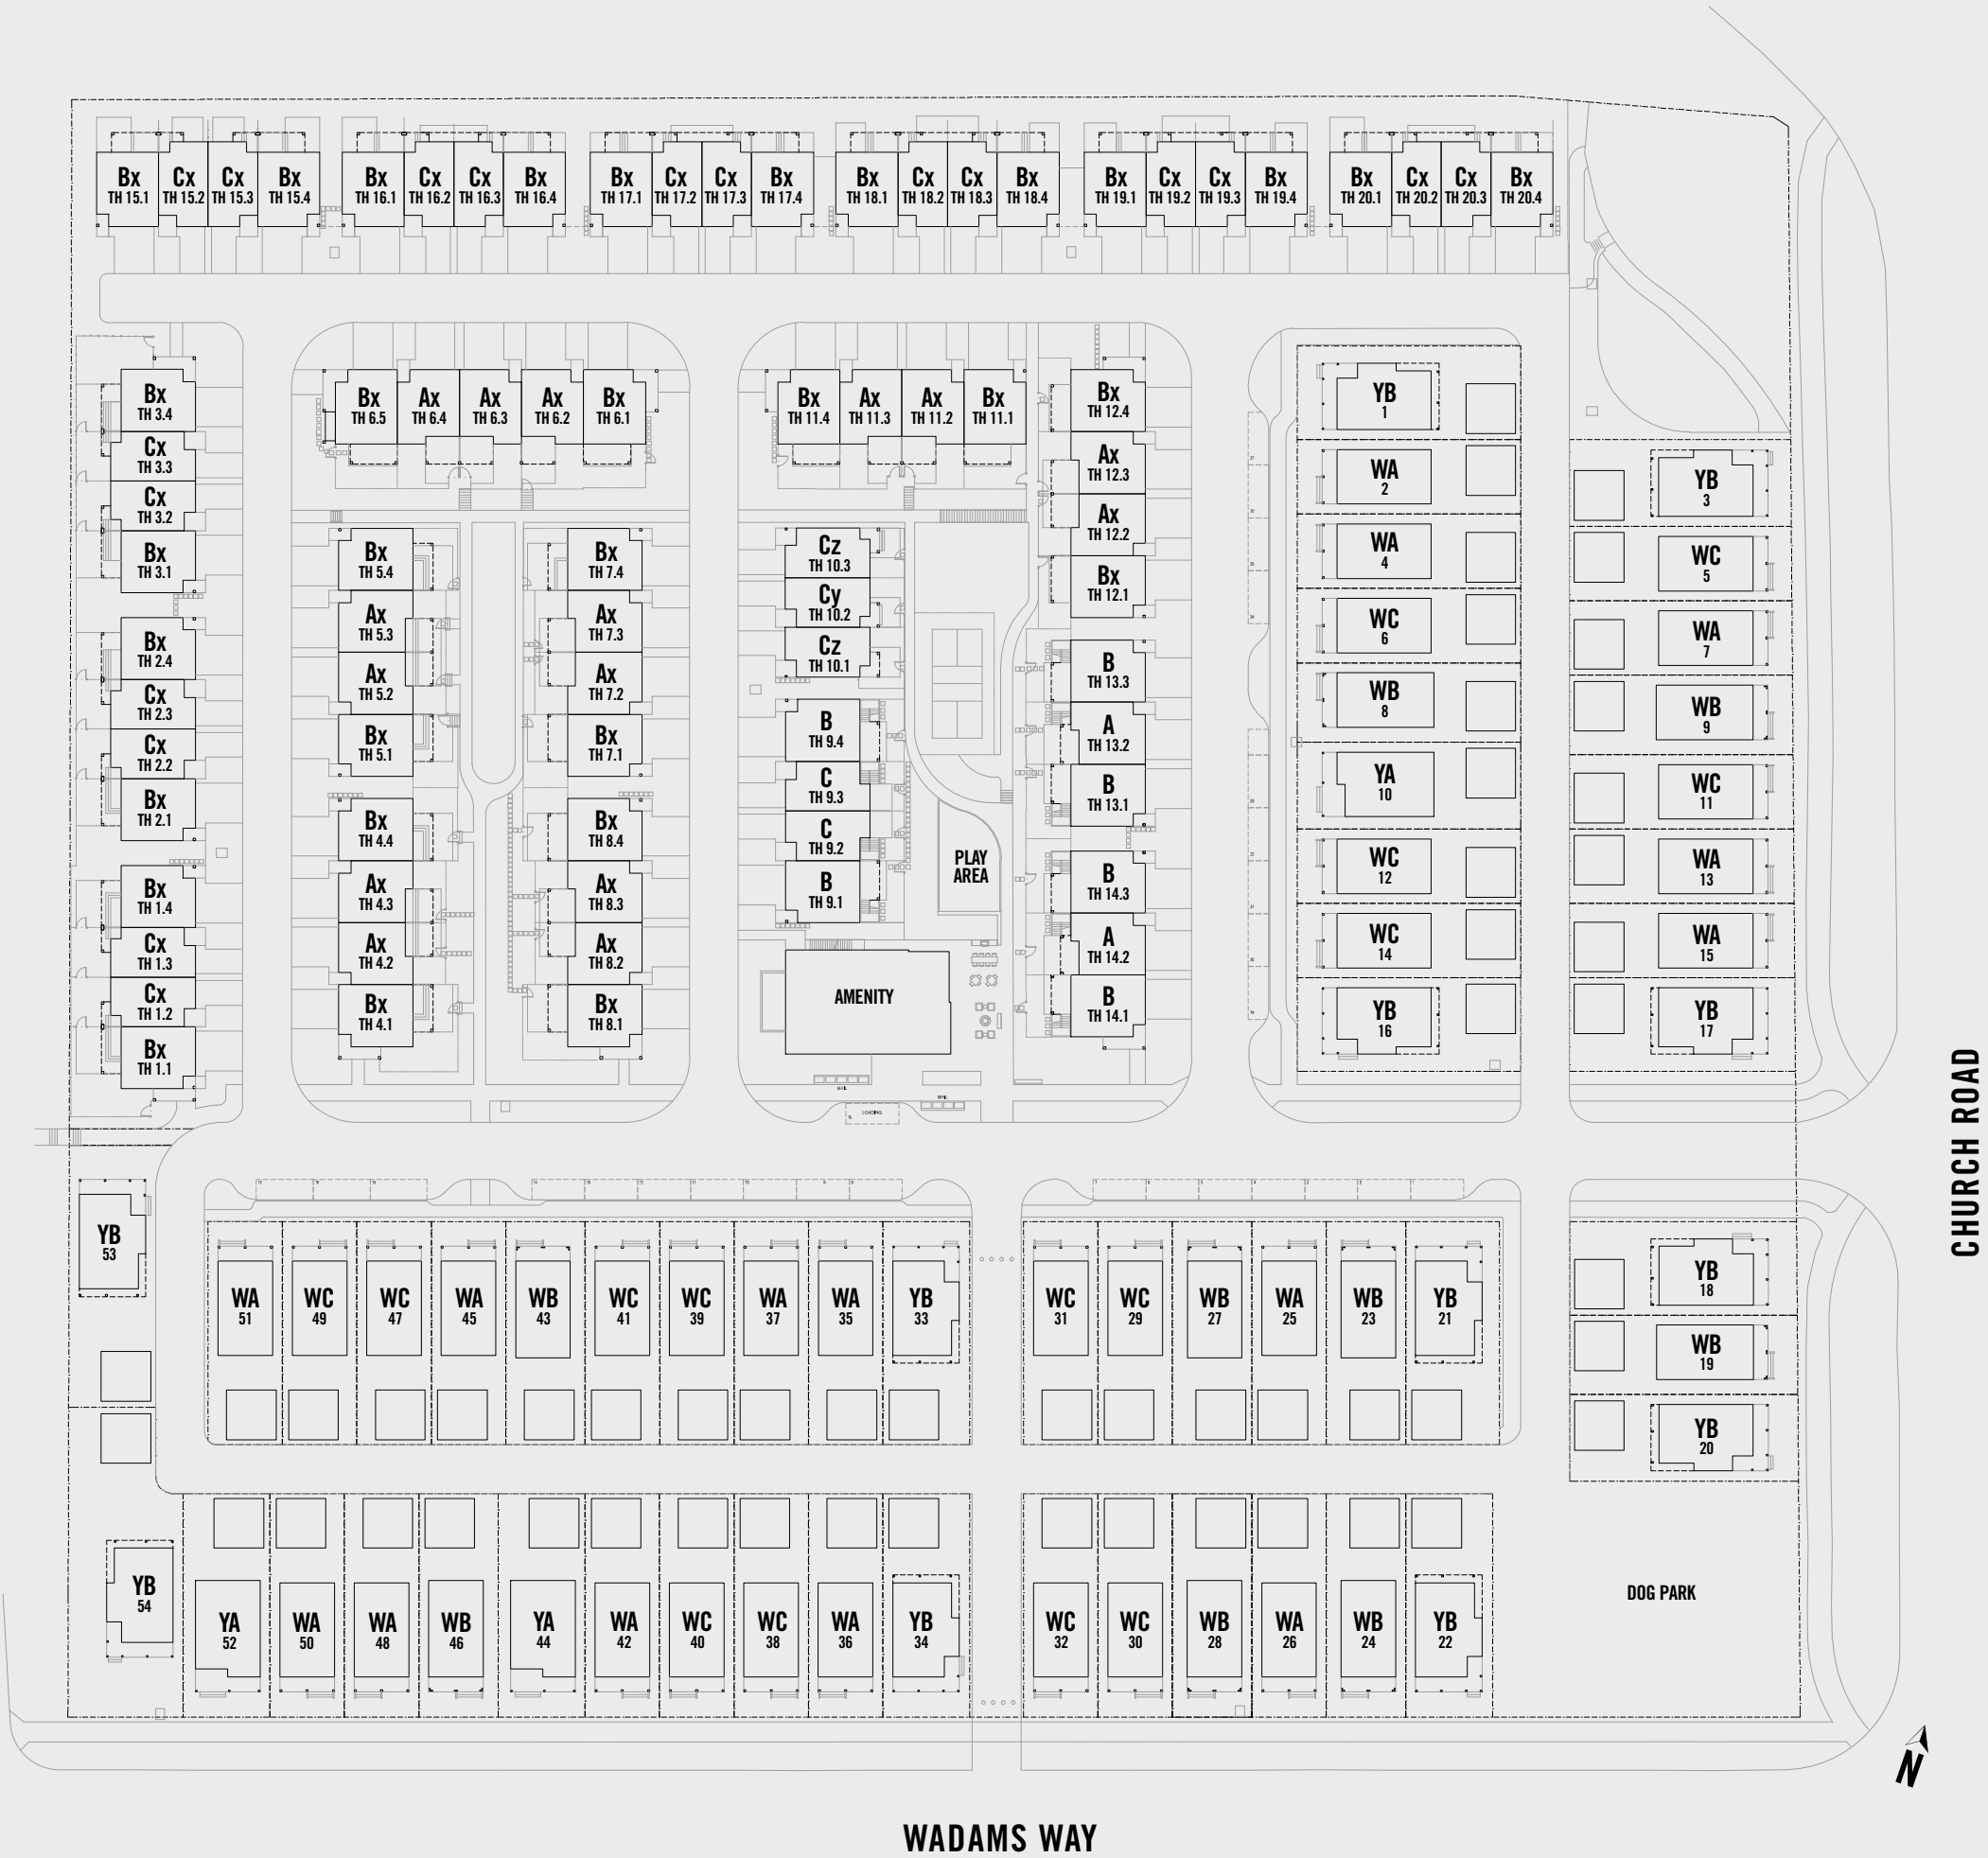 Bx
TH 15.1
Cx
TH 15.2
Cx
TH 15.3
Bx
TH 15.4
Bx
TH 16.1
Cx
TH 16.2
Cx
TH 16.3
Bx
TH 16.4
Bx
TH 17.1
Cx
TH 17.2
Cx
TH 17.3
Bx
TH 17.4
Bx
TH 18.1
Cx
TH 18.2
Cx
TH 18.3
Bx
TH 18.4
Bx
TH 19.1
Cx
TH 19.2
Cx
TH 19.3
Bx
TH 19.4
Bx
TH 20.1
Cx
TH 20.2
Cx
TH 20.3
Bx
TH 20.4
Bx
TH 3.4
Cx
TH 3.3
Cx
TH 3.2
Bx
TH 3.1
Bx
TH 2.4
Cx
TH 2.3
Cx
TH 2.2
Bx
TH 2.1
Bx
TH 1.4
Cx
TH 1.3
Cx
TH 1.2
Bx
TH 1.1
Bx
TH 6.5
Ax
TH 6.4
Ax
TH 6.3
Ax
TH 6.2
Bx
TH 6.1
Bx
TH 5.4
Ax
TH 5.3
Ax
TH 5.2
Bx
TH 5.1
Bx
TH 4.4
Ax
TH 4.3
Ax
TH 4.2
Bx
TH 4.1
Bx
TH 7.4
Ax
TH 7.3
Ax
TH 7.2
Bx
TH 7.1
Bx
TH 8.4
Ax
TH 8.3
Ax
TH 8.2
Bx
TH 8.1
Bx
TH 11.4
Ax
TH 11.3
Ax
TH 11.2
Bx
TH 11.1
Cz
TH 10.3
Cy
TH 10.2
Cz
TH 10.1
B
TH 9.4
C
TH 9.3
C
TH 9.2
B
TH 9.1
PLAY
AREA
AMENITY
MAIL
MAIL
LOADING
Bx
TH 12.4
Ax
TH 12.3
Ax
TH 12.2
Bx
TH 12.1
B
TH 13.3
A
TH 13.2
B
TH 13.1
B
TH 14.3
A
TH 14.2
B
TH 14.1
YB
1
WA
2
WA
4
WC
6
WB
8
YA
10
WC
12
WC
14
YB
16
YB
3
WC
5
WA
7
WB
9
WC
11
WA
13
WA
15
YB
17
CHURCH ROAD
YB
53
WA
51
WC
49
WC
47
WA
45
WB
43
WC
41
WC
39
WA
37
WA
35
YB
33
WC
31
WC
29
WB
27
WA
25
WB
23
YB
21
YB
18
WB
19
YB
20
YB
54
YA
52
WA
50
WA
48
WB
46
YA
44
WA
42
WC
40
WC
38
WA
36
YB
34
WC
32
WC
30
WB
28
WA
26
WB
24
YB
22
DOG PARK
N
WADAMS WAY